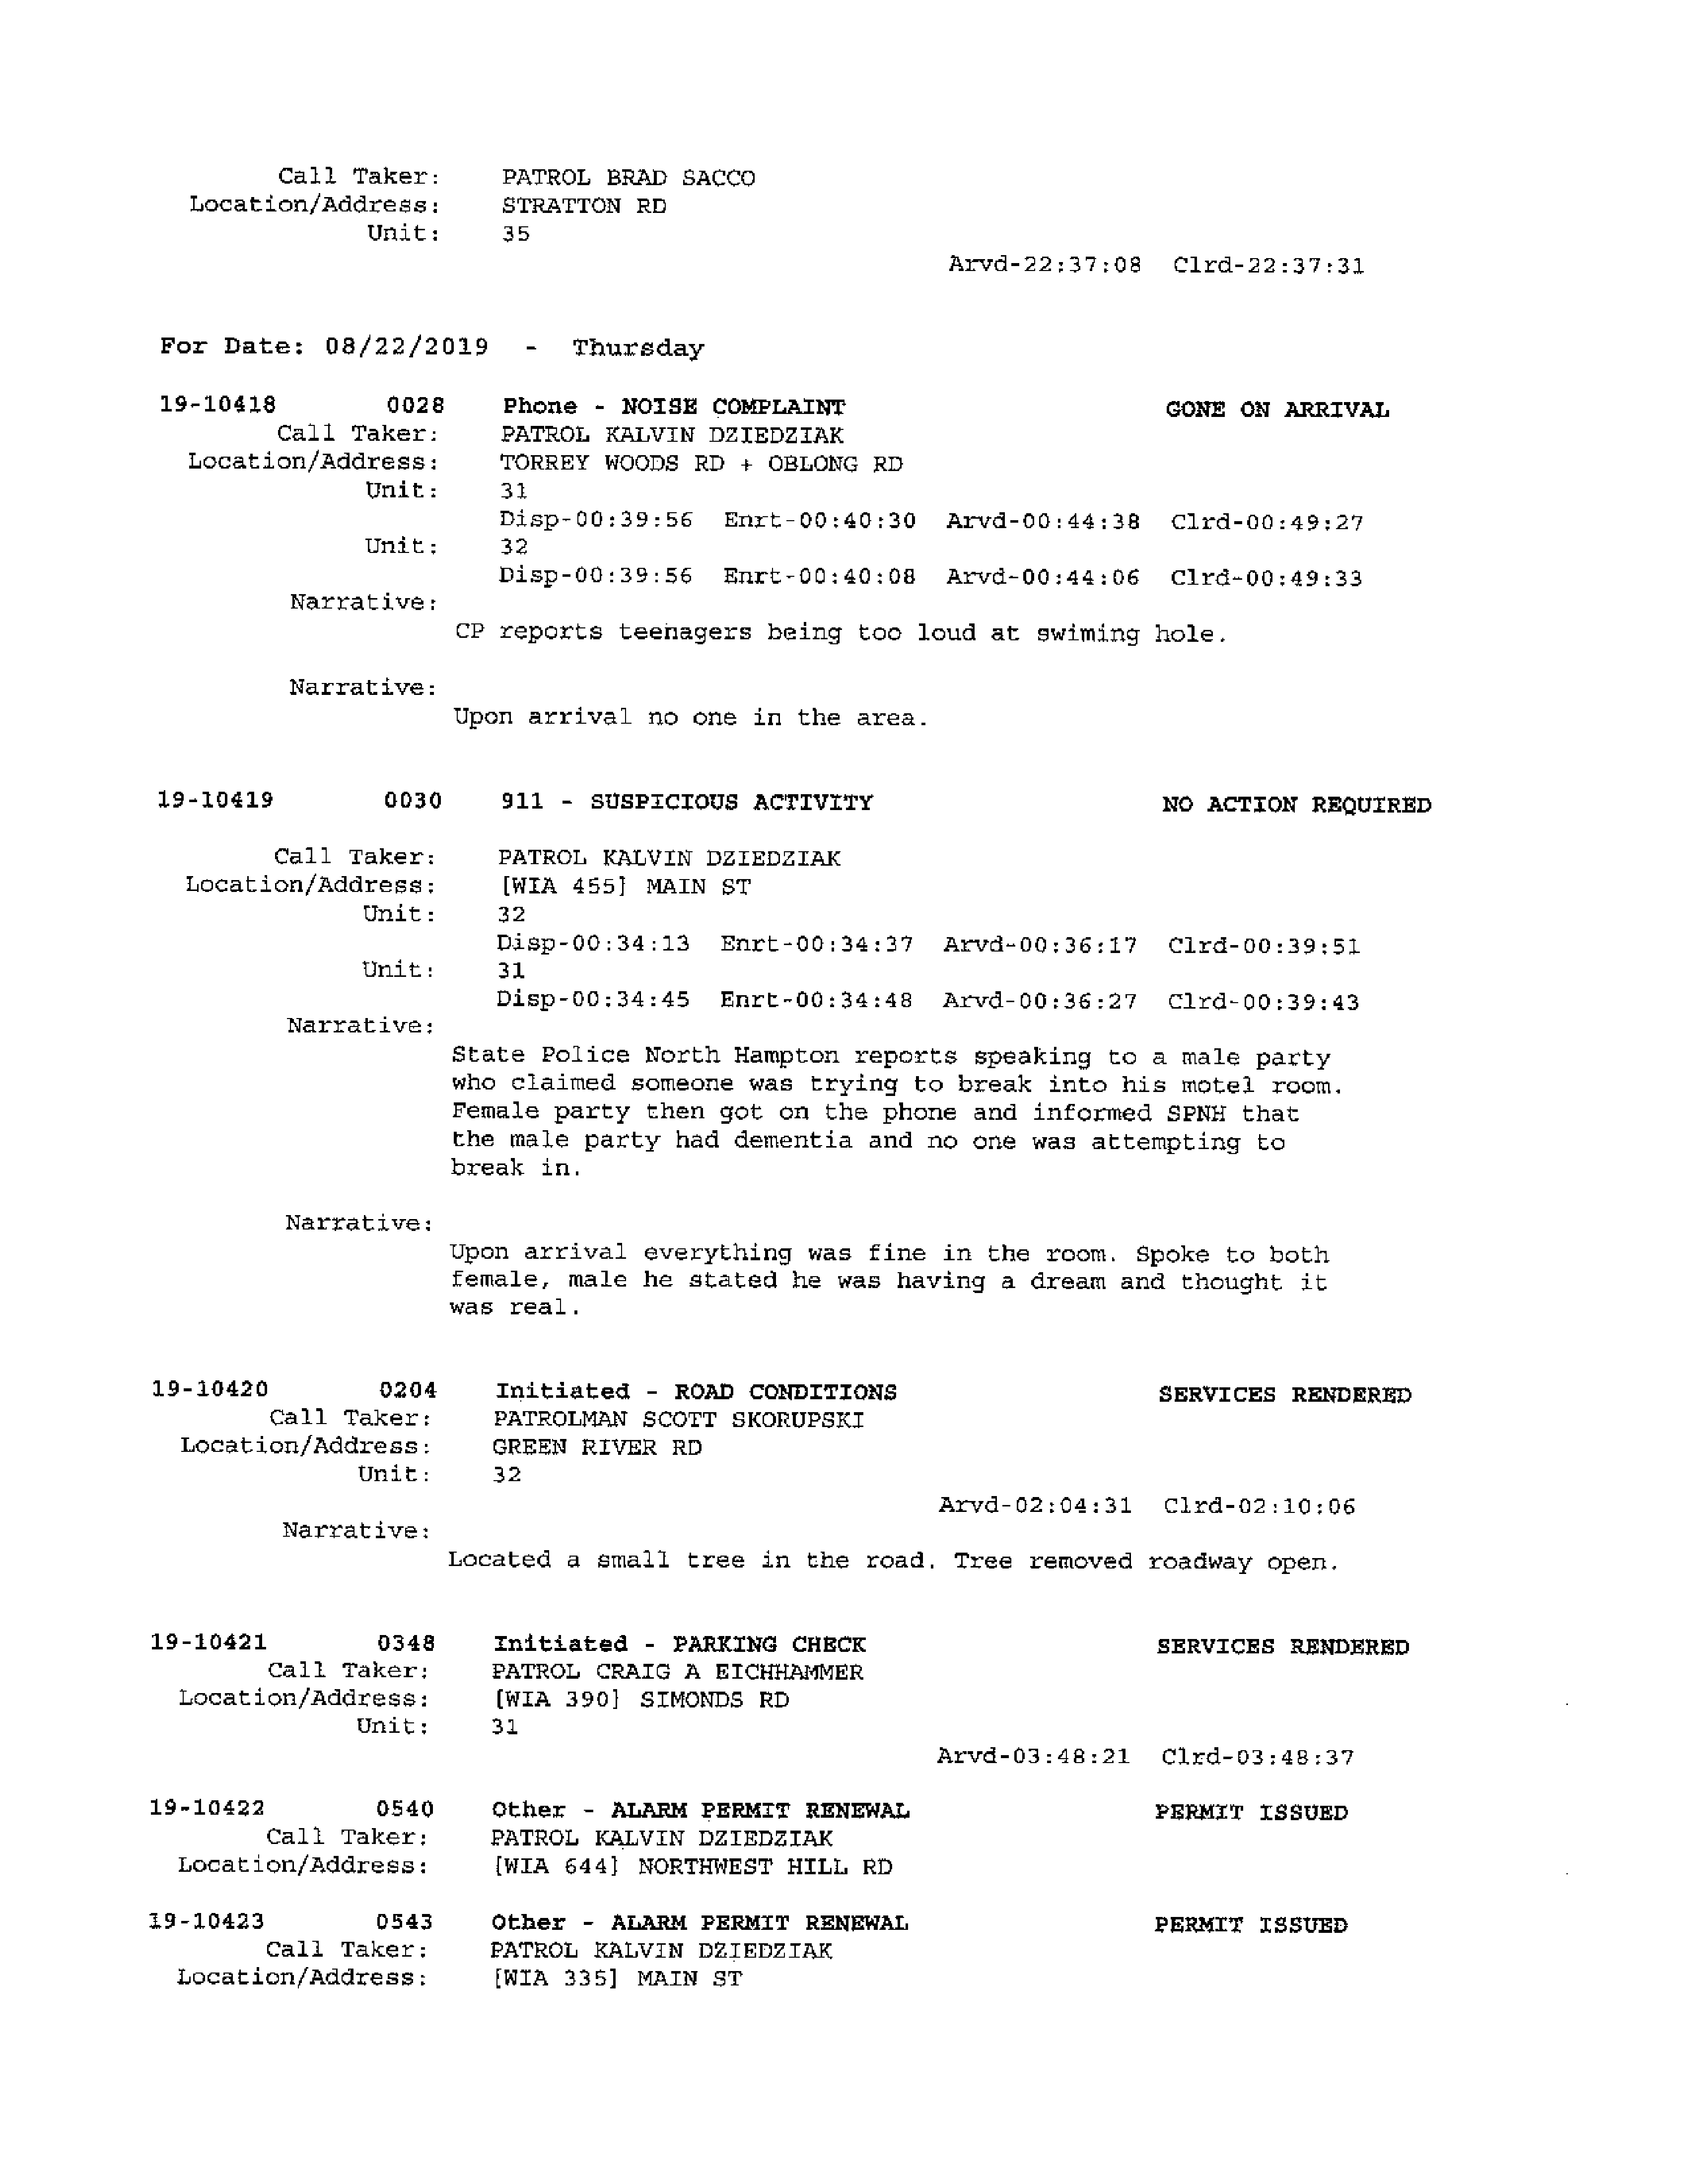 Call Taker: PATROL BRAD SACCO
Location/Address: STRATTON RD
Unit: 35
Arvd-22:37:08 Clrd-22:37:31
For Date: 08/22/2019 - Thursday
19-10418 0028 Phone - NOISE COMPLAINT GONE ON ARRIVAL
Call Taker: PATROL KALVIN DZIEDZIAK
Location/Address: TORREY WOODS RD + OBLONG RD
Unit: 31
Disp-00:39:56 Enrt-00:40:30 Arvd-00:44:38 Clrd-00:49:27
Unit: 32
Disp-00:39:56 Enrt-00:40:08 Arvd-00:44:06 Clrd-00:49:33
Narrative:
CP reports teenagers being too loud at swiming hole.
Narrative:
Upon arrival no one in the area.
19-10419 0030 911 - SUSPICIOUS ACTIVITY NO ACTION REQUIRED
Call Taker: PATROL KALVIN DZIEDZIAK
Location/Address: [WIA 455] MAIN ST
Unit: 32
Disp-00:34:13 Enrt-00:34:37 Arvd-00:36:17 Clrd-00:39:51
Unit: 31
Disp-00:34:45 Enrt-00:34:48 Arvd-00:36:27 Clrd-00:39:43
Narrative:
State Police North Hampton reports speaking to a male party
who claimed someone was trying to break into his motel room.
Female party then got on the phone and informed SPNH that
the male party had dementia and no one was attempting to
break in.
Narrative:
Upon arrival everything was fine in the room. Spoke to both
female, male he stated he was having a dream and thought it
was real.
19-10420 0204 Initiated - ROAD CONDITIONS SERVICES RENDERED
Call Taker: PATROLMAN SCOTT SKORUPSKI
Location/Address: GREEN RIVER RD
Unit: 32
Arvd-02:04:31 Clrd-02:10:06
Narrative:
Located a small tree in the road. Tree removed roadway open.
19-10421 0348 Initiated - PARKING CHECK SERVICES RENDERED
Call Taker: PATROL CRAIG A EICHHAMMER
Location/Address: [WIA 390] SIMONDS RD
Unit: 31
Arvd-03:48:21 Clrd-03:48:37
19-10422 0540 Other - ALARM PERMIT RENEWAL PERMIT ISSUED
Call Taker: PATROL KALVIN DZIEDZIAK
Location/Address: [WIA 644] NORTHWEST HILL RD
19-10423 0543 Other - ALARM PERMIT RENEWAL PERMIT ISSUED
Call Taker: PATROL KALVIN DZIEDZIAK
Location/Address: [WIA 335] MAIN ST